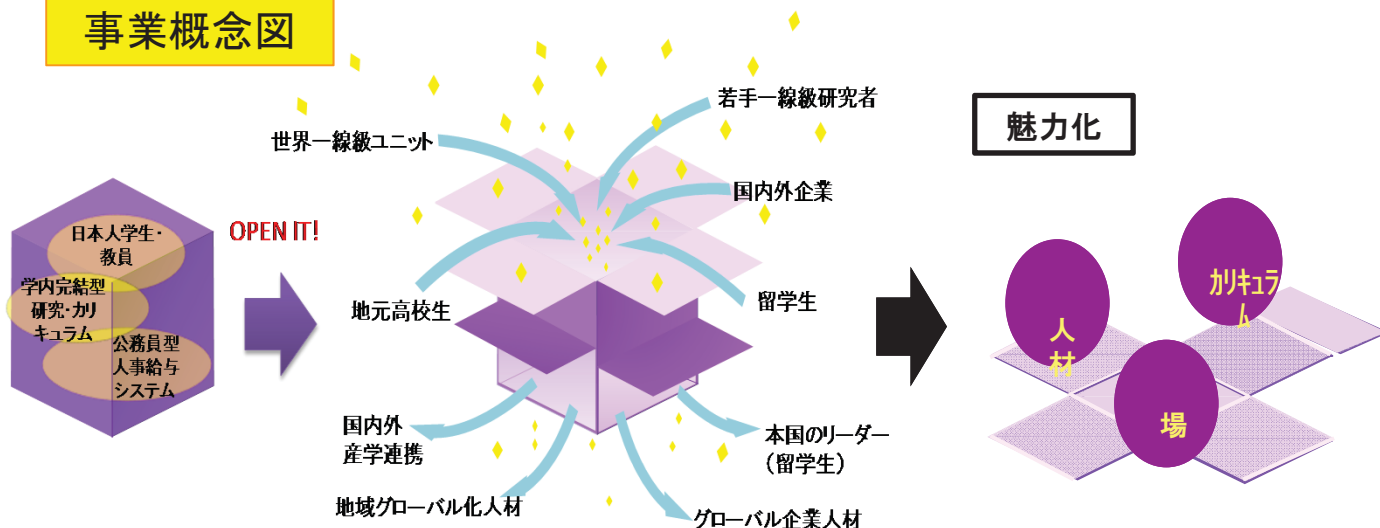 事業概念図
若手一線級研究者
世界一線級ユニット
魅力化
国内外企業
日本人学生・
教員
OPEN IT!
学内完結型
研究・カリ
キュラム
公務員型
人事給与
システム
地元高校生
留学生
カリキュラ
ム
人
材
場
国内外
産学連携
本国のリーダー
（留学生）
地域グローバル化人材
グローバル企業人材